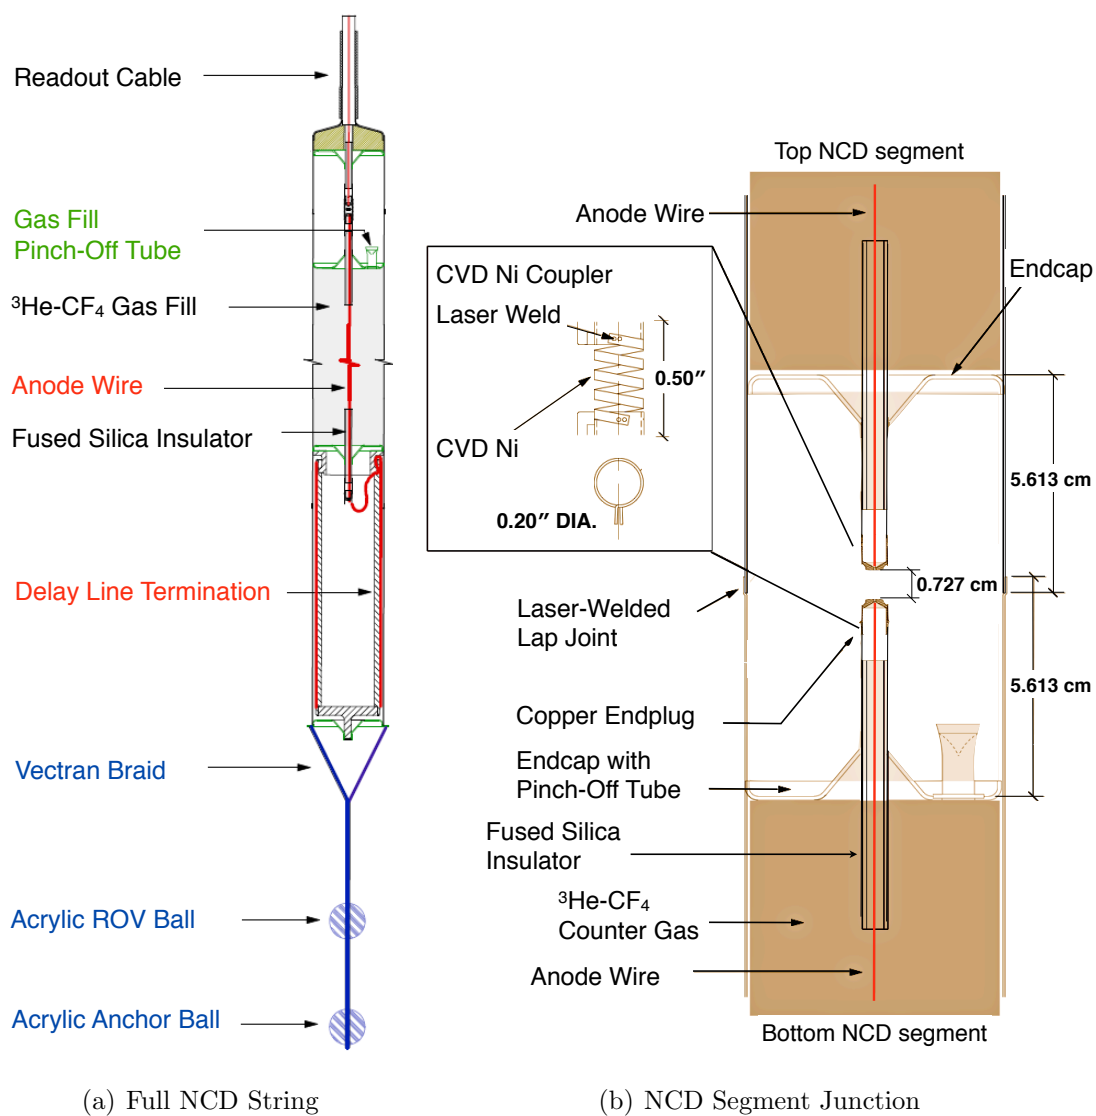 Readout Cable
Gas Fill
Pinch-Off Tube
³He-CF₄ Gas Fill
Anode Wire
Fused Silica Insulator
Delay Line Termination
Vectran Braid
Acrylic ROV Ball
Acrylic Anchor Ball
(a) Full NCD String
Top NCD segment
Anode Wire
Endcap
CVD Ni Coupler
Laser Weld
0.50″
CVD Ni
0.20″ DIA.
5.613 cm
0.727 cm
Laser-Welded
Lap Joint
5.613 cm
Copper Endplug
Endcap with
Pinch-Off Tube
Fused Silica
Insulator
³He-CF₄
Counter Gas
Anode Wire
Bottom NCD segment
(b) NCD Segment Junction